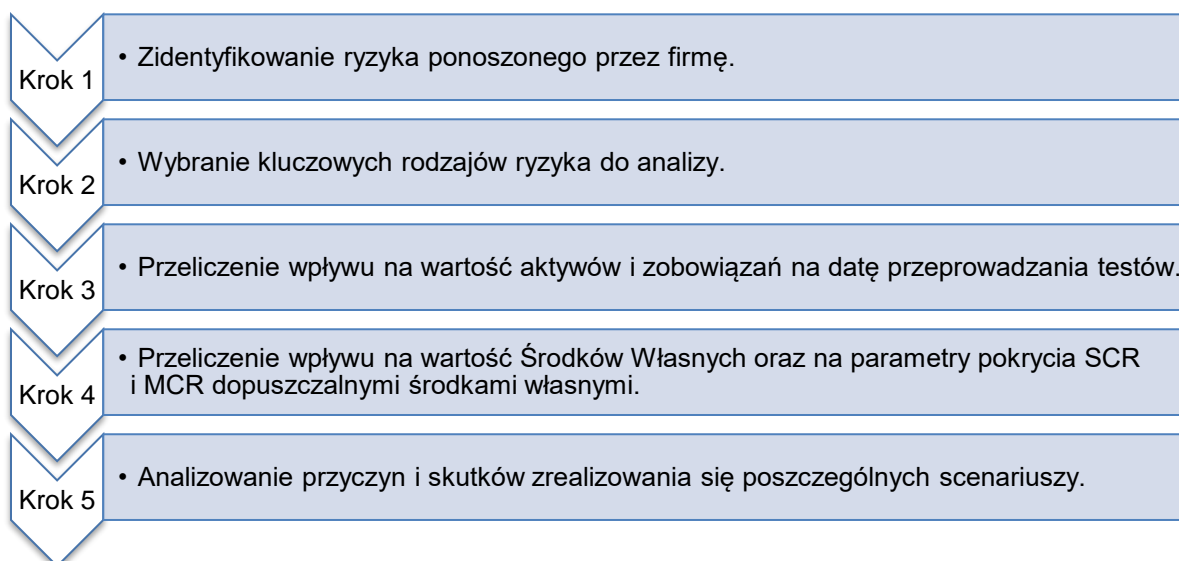 Krok 1
• Zidentyfikowanie ryzyka ponoszonego przez firmę.
Krok 2
• Wybranie kluczowych rodzajów ryzyka do analizy.
Krok 3
• Przeliczenie wpływu na wartość aktywów i zobowiązań na datę przeprowadzania testów.
Krok 4
• Przeliczenie wpływu na wartość Środków Własnych oraz na parametry pokrycia SCR
i MCR dopuszczalnymi środkami własnymi.
Krok 5
• Analizowanie przyczyn i skutków zrealizowania się poszczególnych scenariuszy.